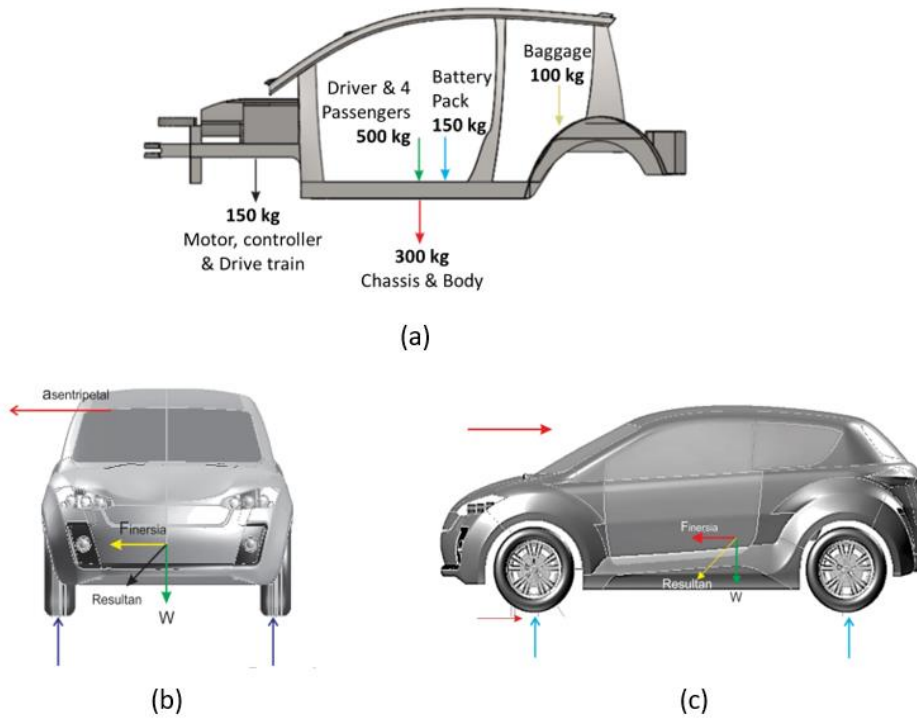 Baggage
100 kg
Driver & 4
Passengers
500 kg
Battery
Pack
150 kg
150 kg
Motor, controller
& Drive train
300 kg
Chassis & Body
(a)
asentripetal
Finersia
Resultan
W
(b)
Finersia
Resultan
W
(c)